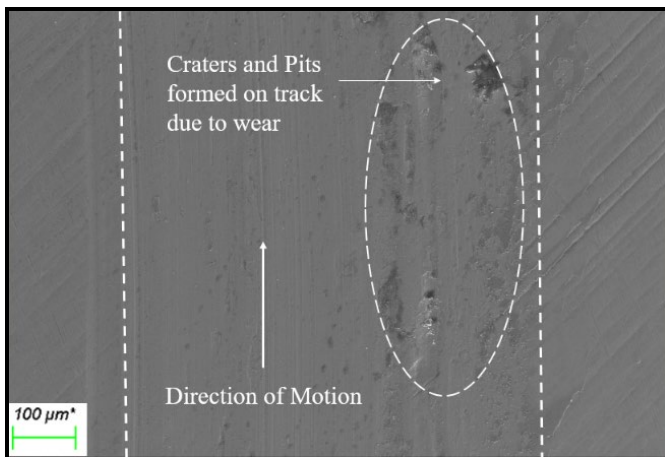 Craters and Pits
formed on track
due to wear
Direction of Motion
100 µm*